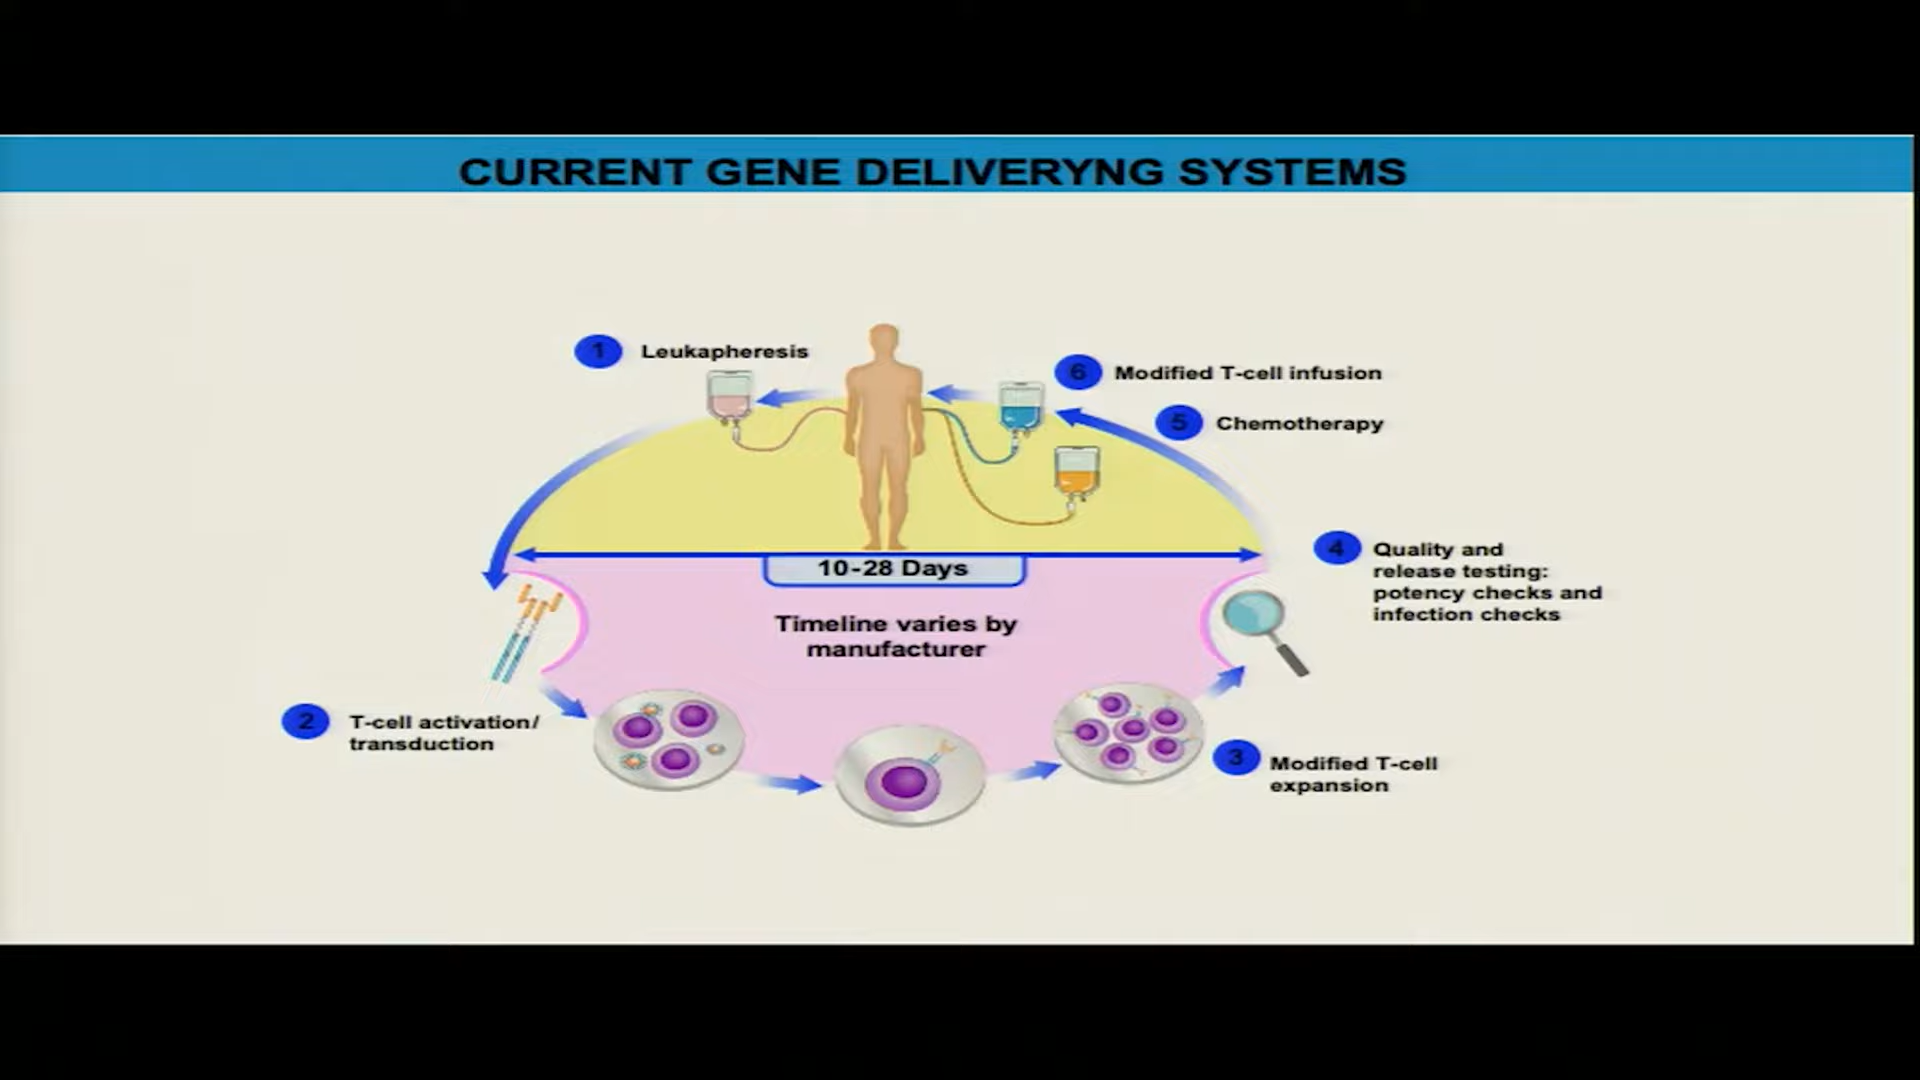 CURRENT GENE DELIVERYNG SYSTEMS
1 Leukapheresis
6 Modified T-cell infusion
5 Chemotherapy
4 Quality and
release testing:
potency checks and
infection checks
10-28 Days
Timeline varies by
manufacturer
2 T-cell activation/
transduction
3 Modified T-cell
expansion